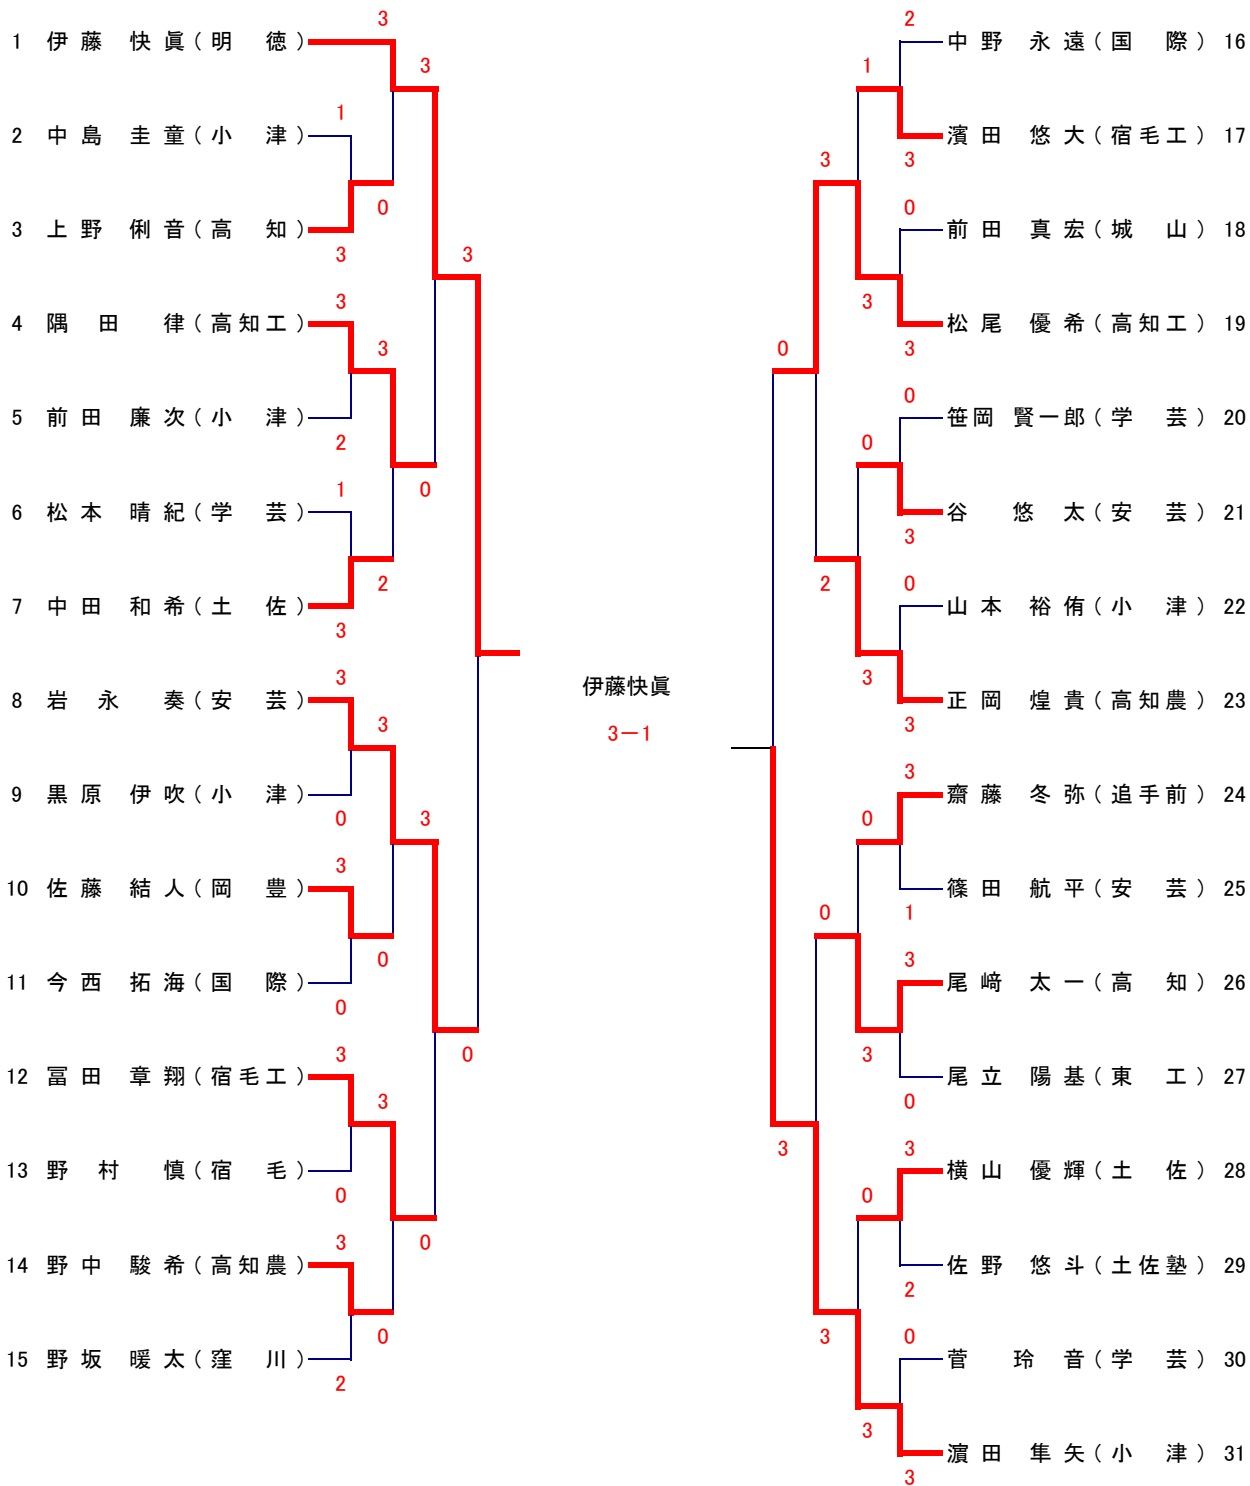 3
1 伊藤 快眞(明 徳)
3
1
2 中島 圭童(小 津)
0
3 上野 俐音(高 知)
3
3
3
4 隅田 律(高知工)
3
5 前田 廉次(小 津)
2
1
0
6 松本 晴紀(学 芸)
2
7 中田 和希(土 佐)
3
3
8 岩永 奏(安 芸)
3
9 黒原 伊吹(小 津)
0
3
3
10 佐藤 結人(岡 豊)
0
11 今西 拓海(国 際)
0
3
0
12 冨田 章翔(宿毛工)
3
13 野村 慎(宿 毛)
0
3
0
14 野中 駿希(高知農)
0
15 野坂 暖太(窪 川)
2
伊藤快眞
3-1
2
中野 永遠(国 際) 16
1
濱田 悠大(宿毛工) 17
3
3
0
前田 真宏(城 山) 18
3
松尾 優希(高知工) 19
3
0
0
笹岡 賢一郎(学 芸) 20
0
谷 悠太(安 芸) 21
3
2
0
山本 裕侑(小 津) 22
3
正岡 煌貴(高知農) 23
3
3
齋藤 冬弥(追手前) 24
0
篠田 航平(安 芸) 25
1
0
3
尾﨑 太一(高 知) 26
3
尾立 陽基(東 工) 27
0
3
3
横山 優輝(土 佐) 28
0
佐野 悠斗(土佐塾) 29
2
3
0
菅 玲音(学 芸) 30
3
濵田 隼矢(小 津) 31
3